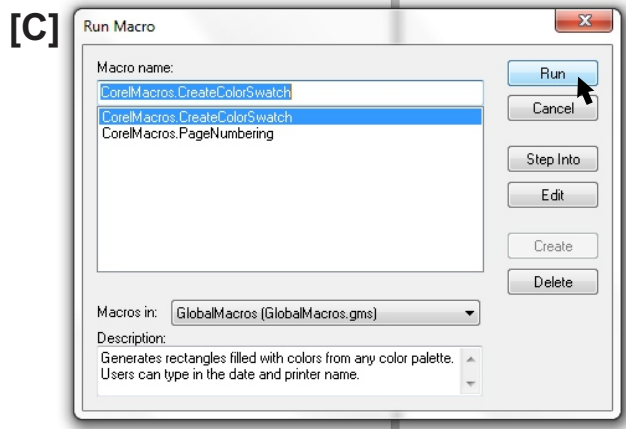 [C]
Run Macro
Macro name:
Run
CorelMacros.CreateColorSwatch
Cancel
CorelMacros.CreateColorSwatch
CorelMacros.PageNumbering
Step Into
Edit
Create
Delete
Macros in: GlobalMacros (GlobalMacros.gms)
Description:
Generates rectangles filled with colors from any color palette.
Users can type in the date and printer name.